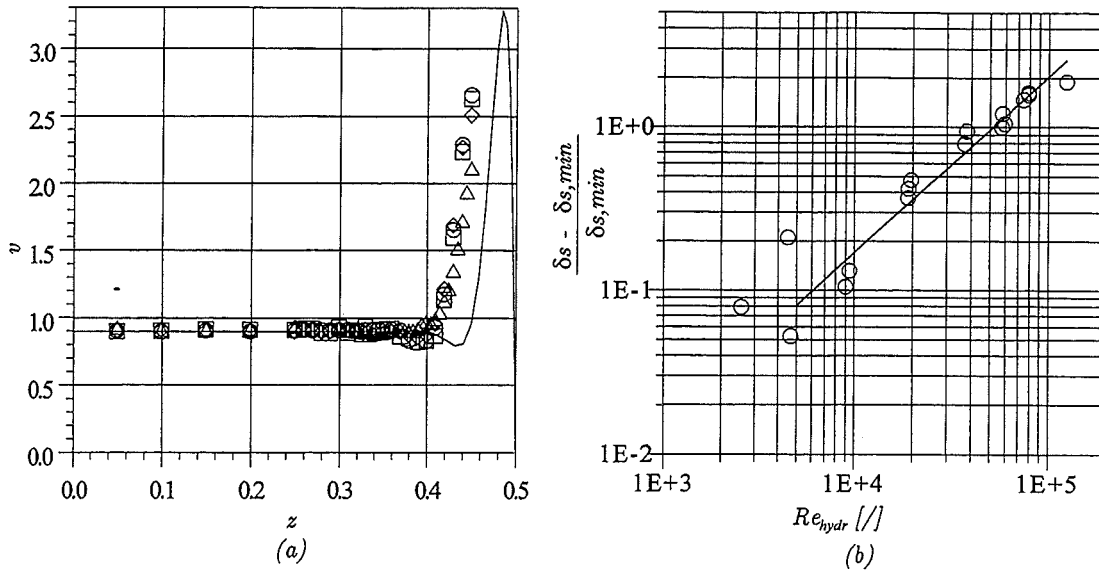 3.0
2.5
2.0
1.5
1.0
0.5
0.0
v
0.0 0.1 0.2 0.3 0.4 0.5
z
(a)
δs - δs,min
δs,min
1E+0
1E-1
1E-2
1E+3 1E+4 1E+5
Re_hydr [/]
(b)